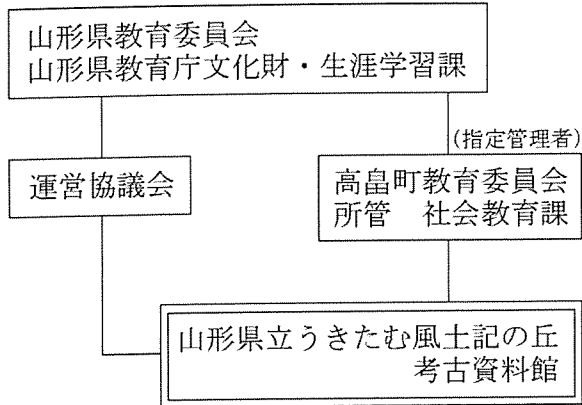 山形県教育委員会
山形県教育庁文化財・生涯学習課
(指定管理者)
運営協議会
高畠町教育委員会
所管　社会教育課
山形県立うきたむ風土記の丘
考古資料館